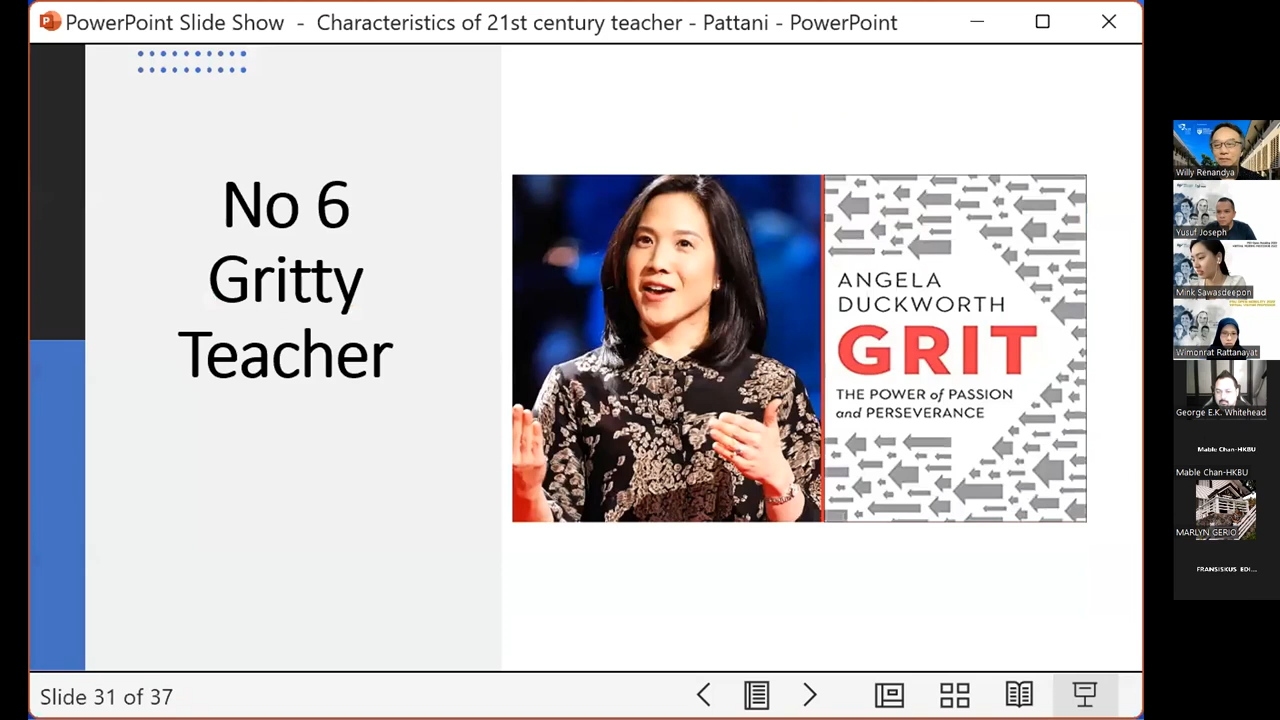 PowerPoint Slide Show - Characteristics of 21st century teacher - Pattani - PowerPoint
No 6
Gritty
Teacher
ANGELA
DUCKWORTH
GRIT
THE POWER of PASSION
and PERSEVERANCE
Slide 31 of 37
Willy Renandya
Yusuf Joseph
Mink Sawasdeepon
Wimonrat Rattanayat
George E.K. Whitehead
Mable Chan-HKBU
Mable Chan-HKBU
MARLYN GERIO
FRANSISKUS EDI...